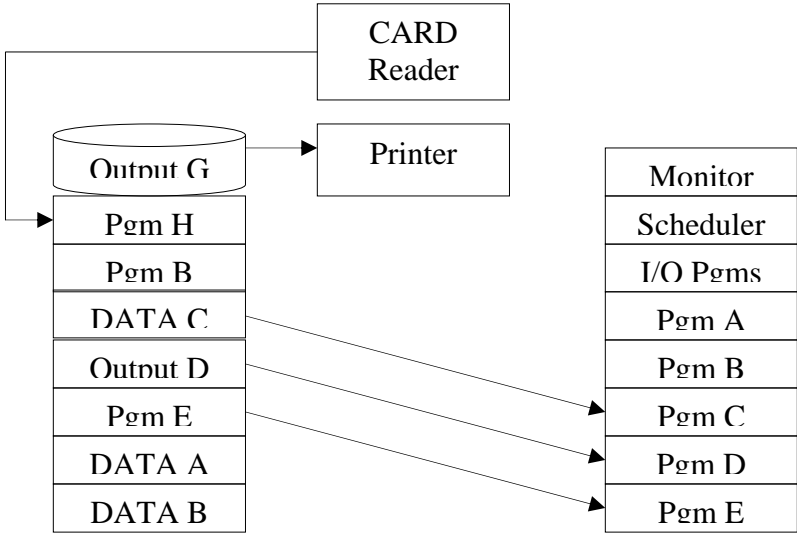 CARD
Reader
Output G
Printer
Pgm H
Pgm B
DATA C
Output D
Pgm E
DATA A
DATA B
Monitor
Scheduler
I/O Pgms
Pgm A
Pgm B
Pgm C
Pgm D
Pgm E